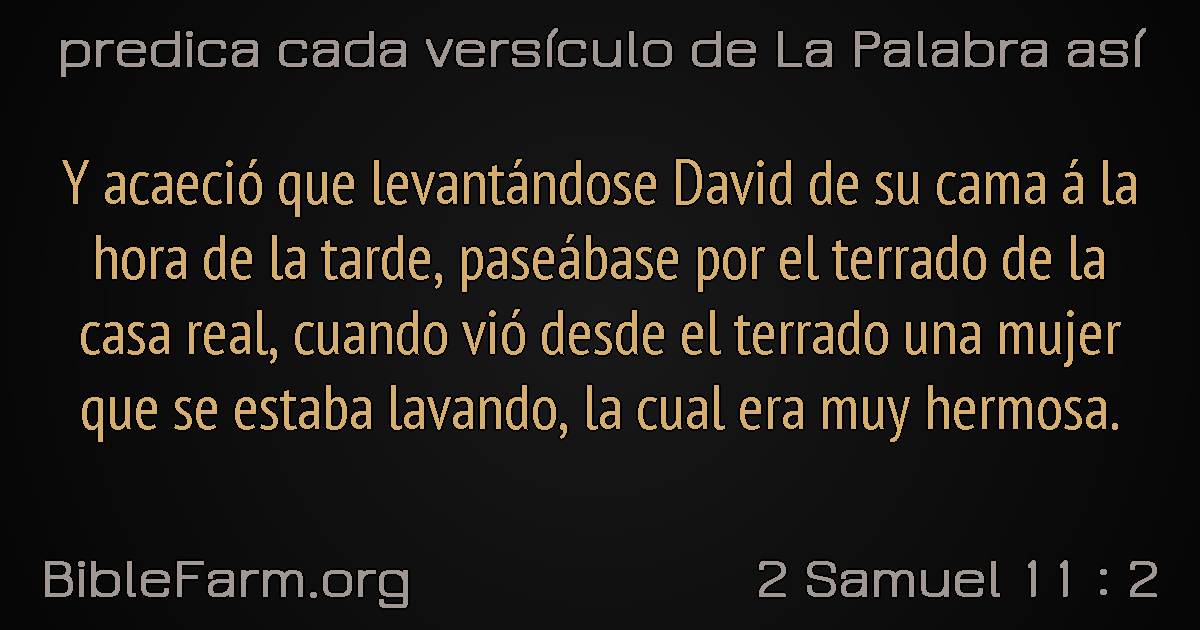 predica cada versículo de La Palabra así
Y acaeció que levantándose David de su cama á la
hora de la tarde, paseábase por el terrado de la
casa real, cuando vió desde el terrado una mujer
que se estaba lavando, la cual era muy hermosa.
BibleFarm.org
2 Samuel 11 : 2